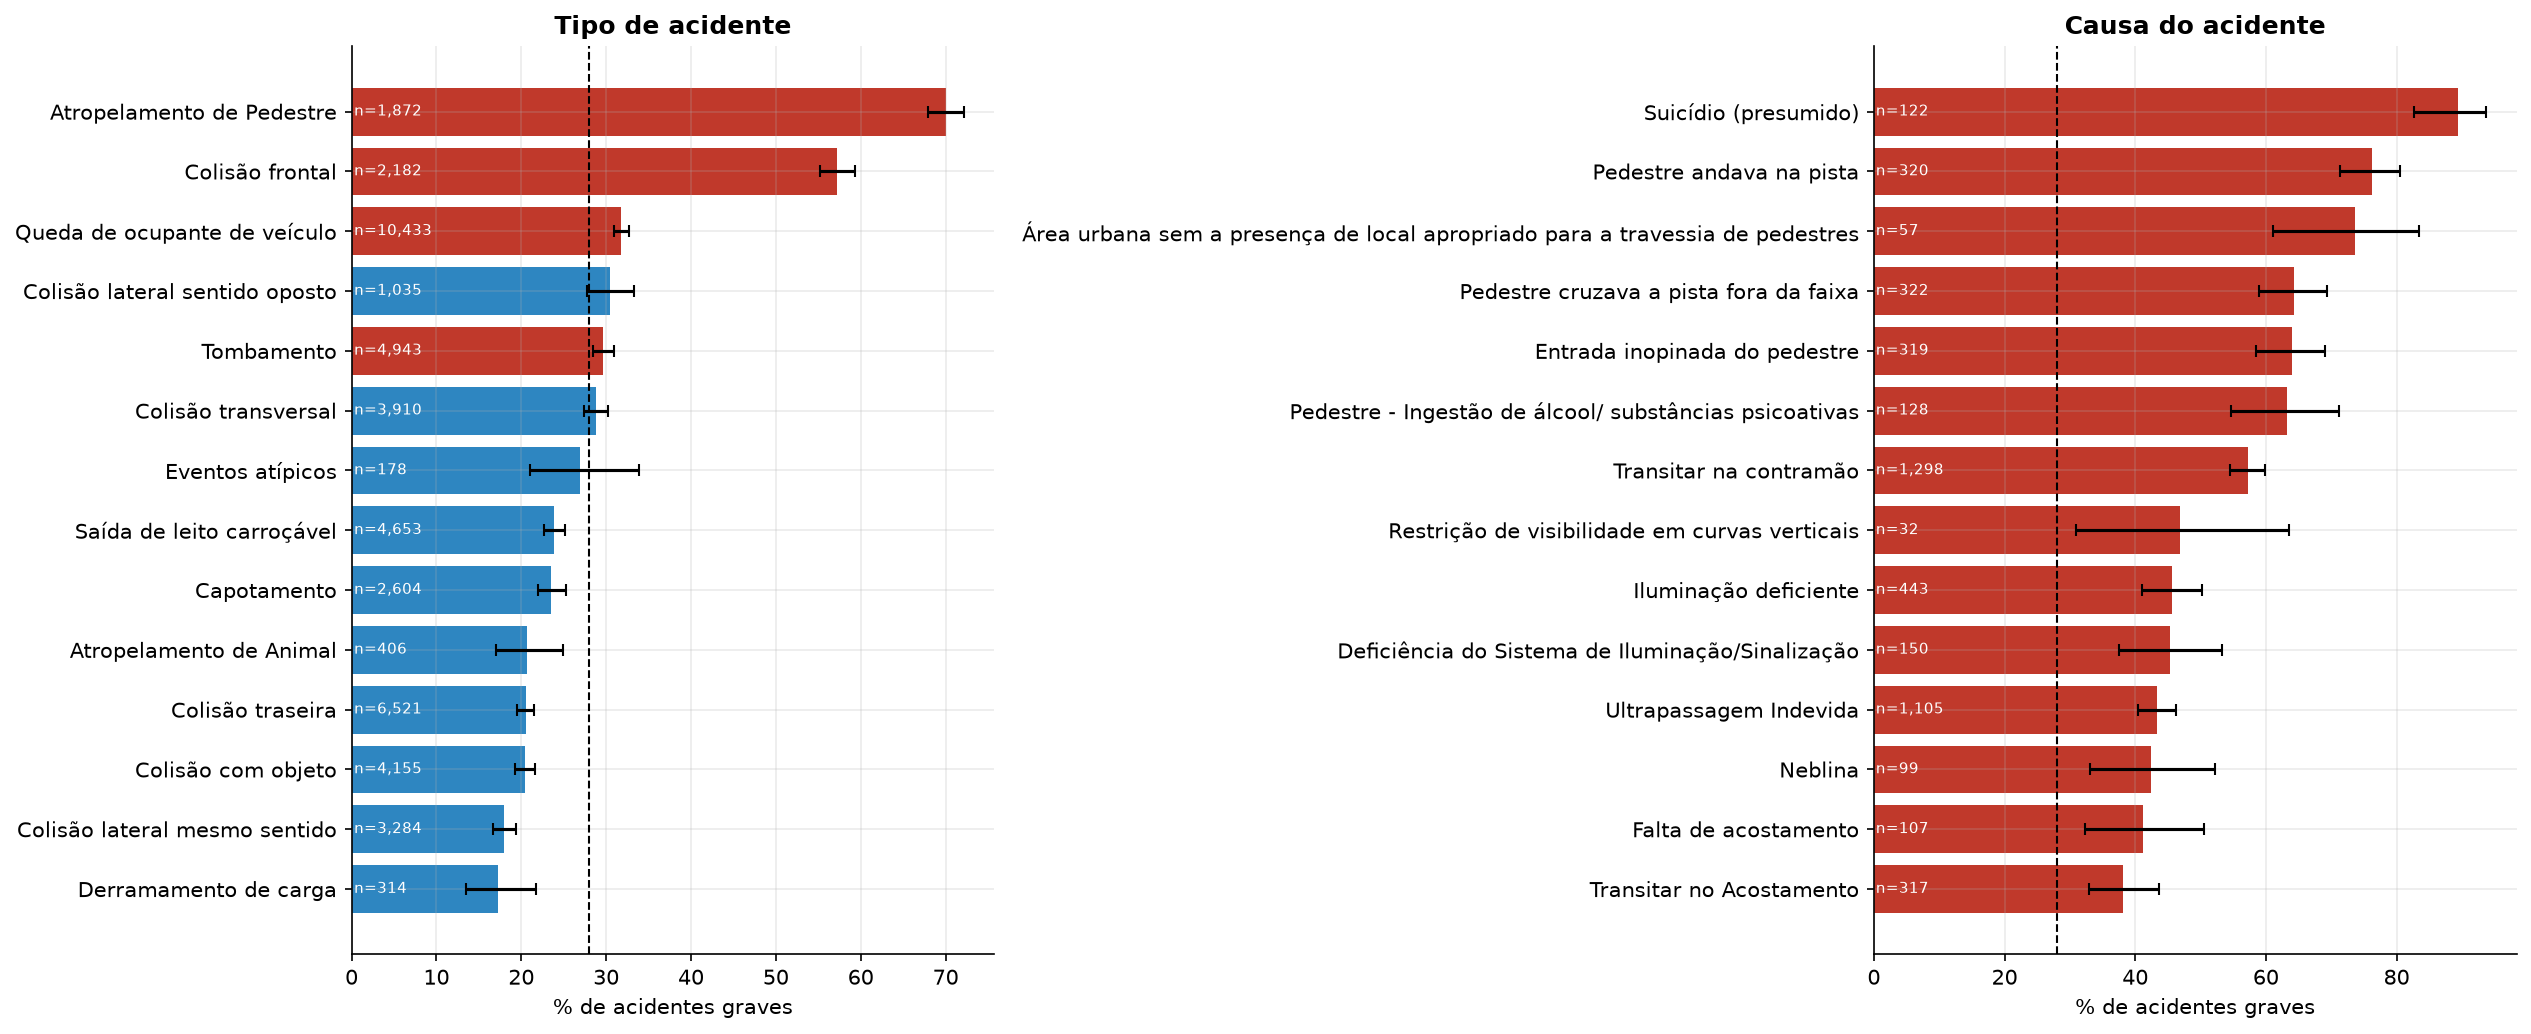 Tipo de acidente
Atropelamento de Pedestre
n=1,872
Colisão frontal
n=2,182
Queda de ocupante de veículo
n=10,433
Colisão lateral sentido oposto
n=1,035
Tombamento
n=4,943
Colisão transversal
n=3,910
Eventos atípicos
n=178
Saída de leito carroçável
n=4,653
Capotamento
n=2,604
Atropelamento de Animal
n=406
Colisão traseira
n=6,521
Colisão com objeto
n=4,155
Colisão lateral mesmo sentido
n=3,284
Derramamento de carga
n=314
0 10 20 30 40 50 60 70
% de acidentes graves
Causa do acidente
Suicídio (presumido)
n=122
Pedestre andava na pista
n=320
Área urbana sem a presença de local apropriado para a travessia de pedestres
n=57
Pedestre cruzava a pista fora da faixa
n=322
Entrada inopinada do pedestre
n=319
Pedestre - Ingestão de álcool/ substâncias psicoativas
n=128
Transitar na contramão
n=1,298
Restrição de visibilidade em curvas verticais
n=32
Iluminação deficiente
n=443
Deficiência do Sistema de Iluminação/Sinalização
n=150
Ultrapassagem Indevida
n=1,105
Neblina
n=99
Falta de acostamento
n=107
Transitar no Acostamento
n=317
0 20 40 60 80
% de acidentes graves